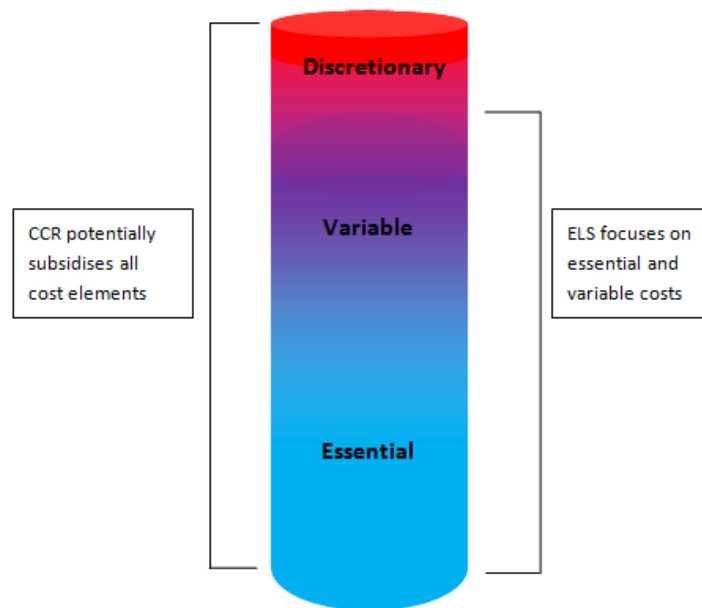 Discretionary
Variable
CCR potentially
subsidises all
cost elements
ELS focuses on
essential and
variable costs
Essential